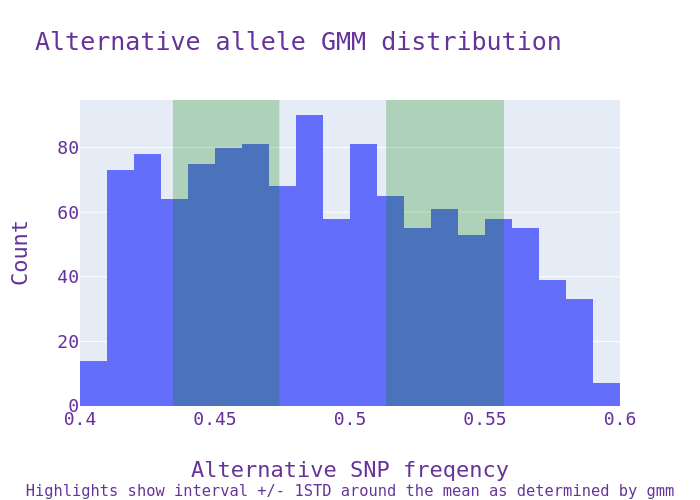 Alternative allele GMM distribution
Count
80
60
40
20
0
0.4 0.45 0.5 0.55 0.6
Alternative SNP freqency
Highlights show interval +/- 1STD around the mean as determined by gmm